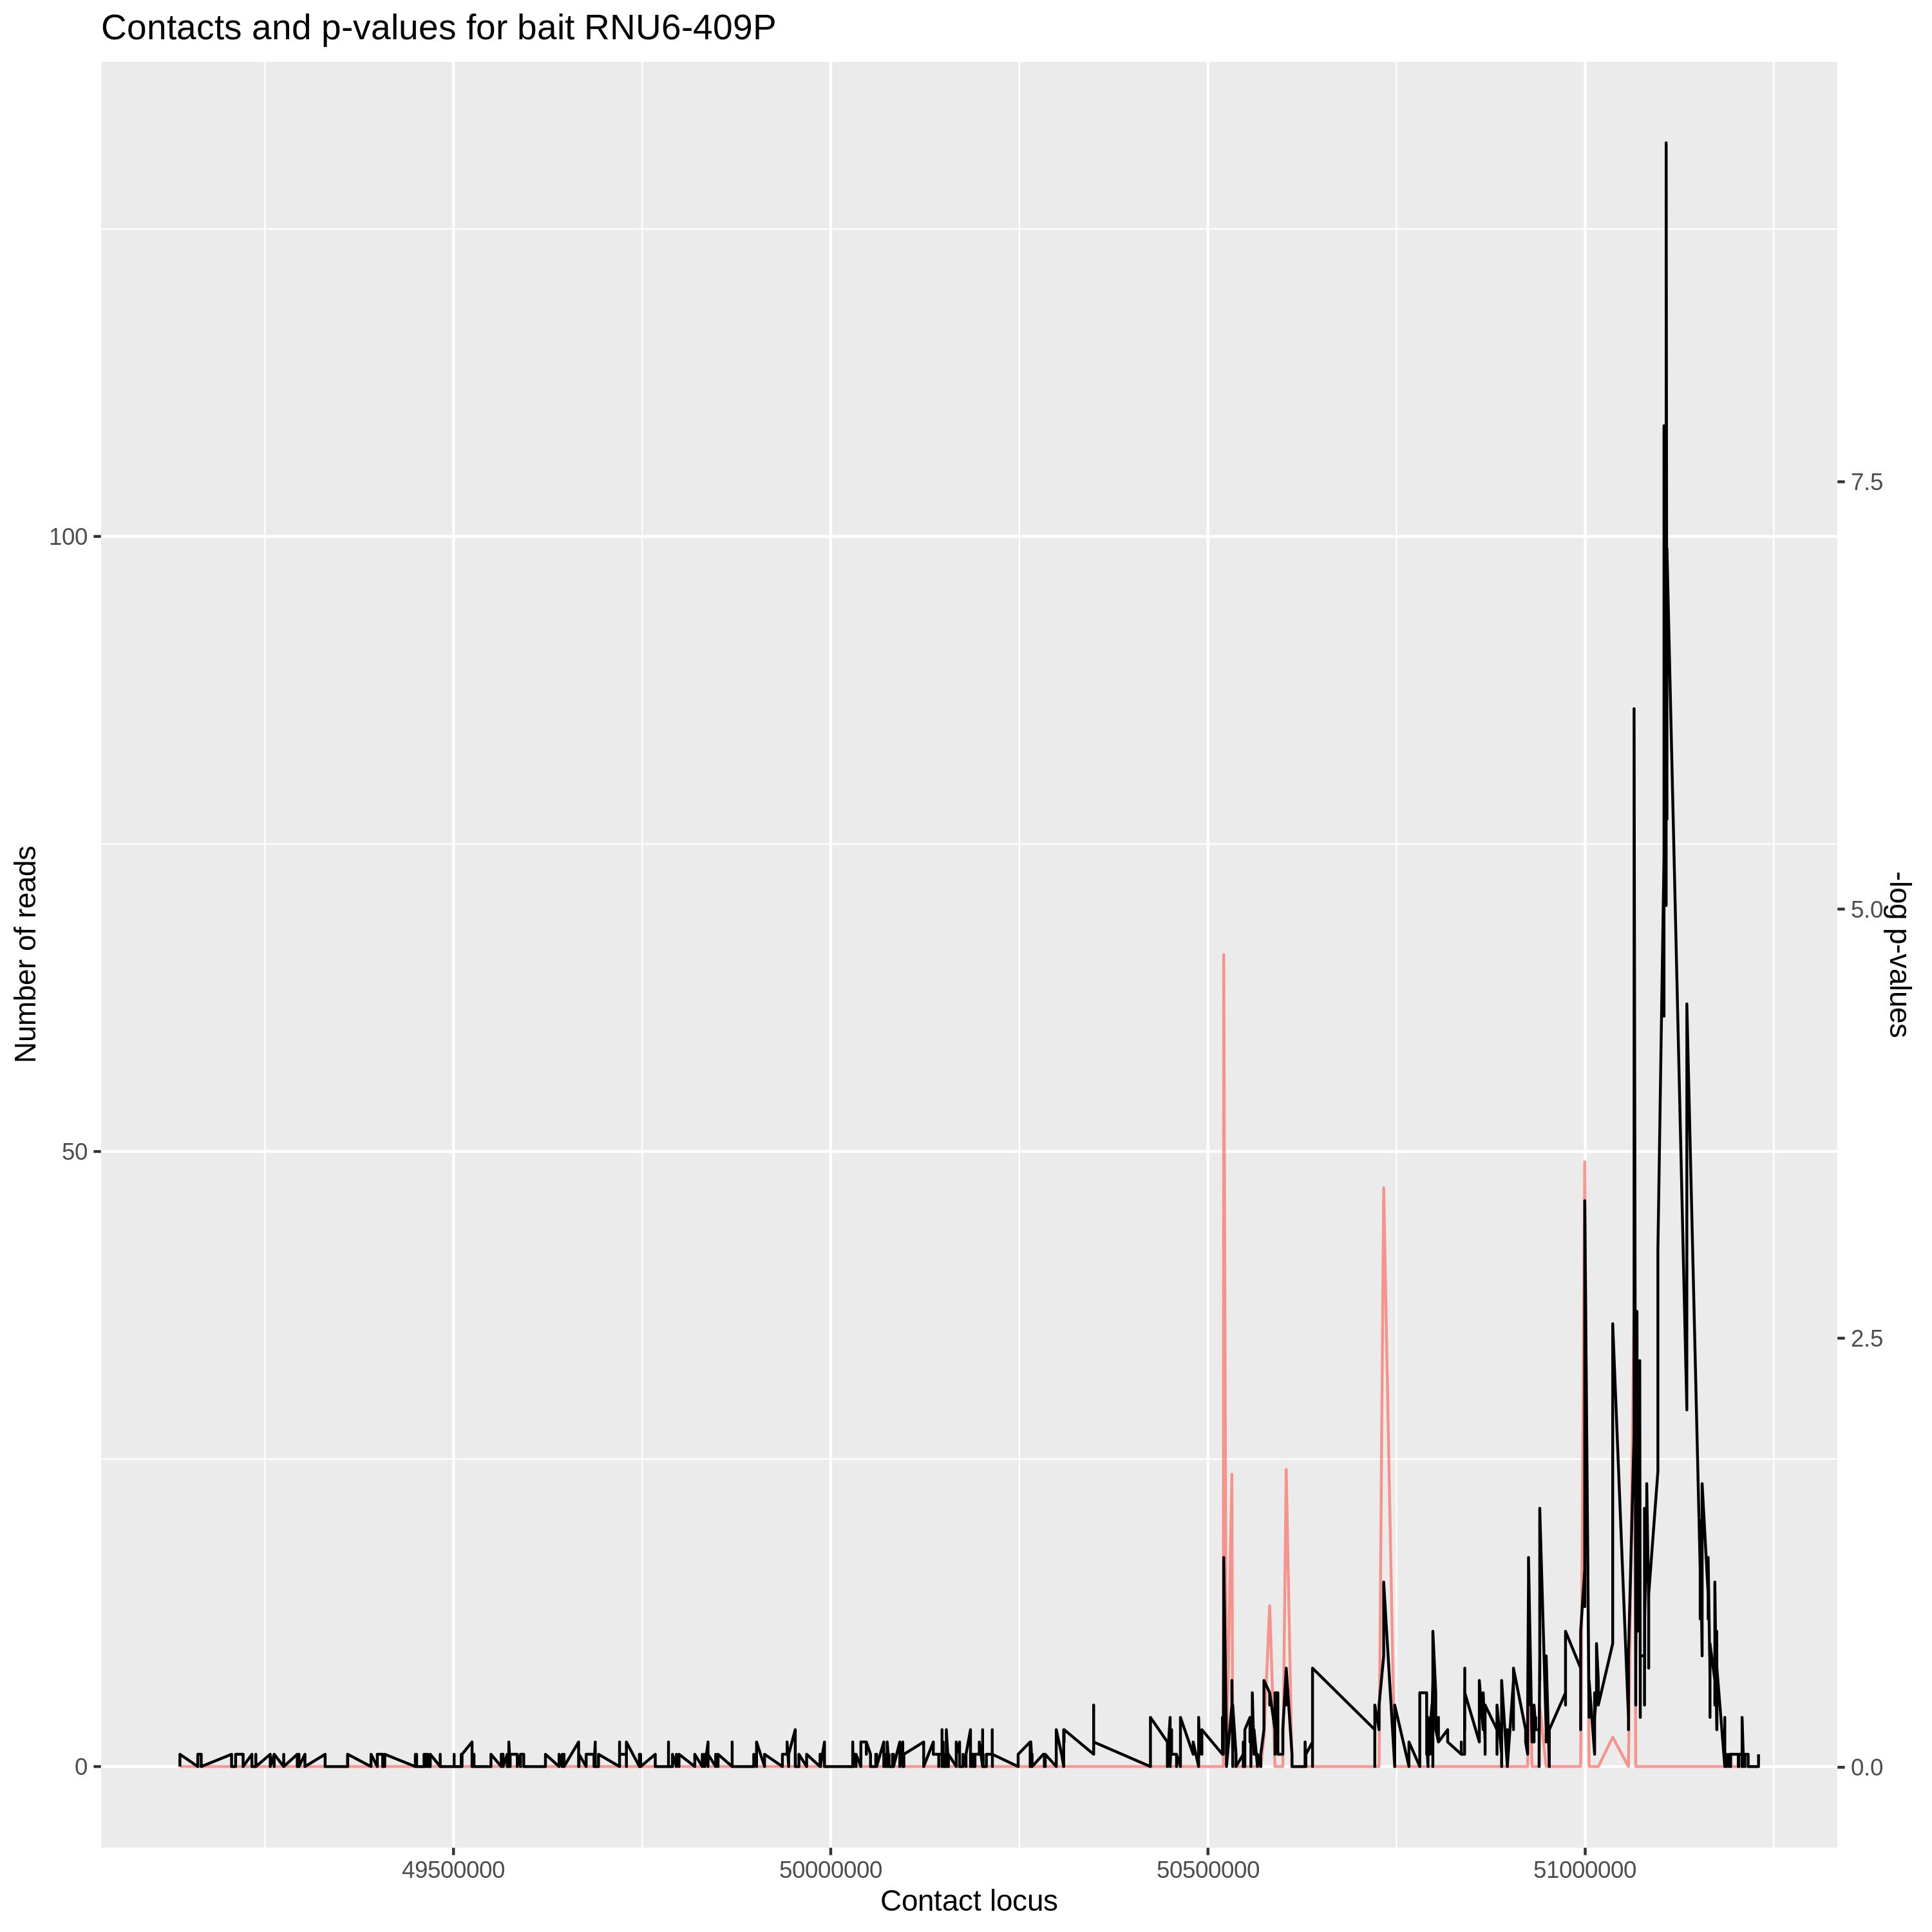 Contacts and p-values for bait RNU6-409P
Number of reads
100
50
0
7.5
5.0
2.5
0.0
-log p-values
49500000
50000000
50500000
51000000
Contact locus